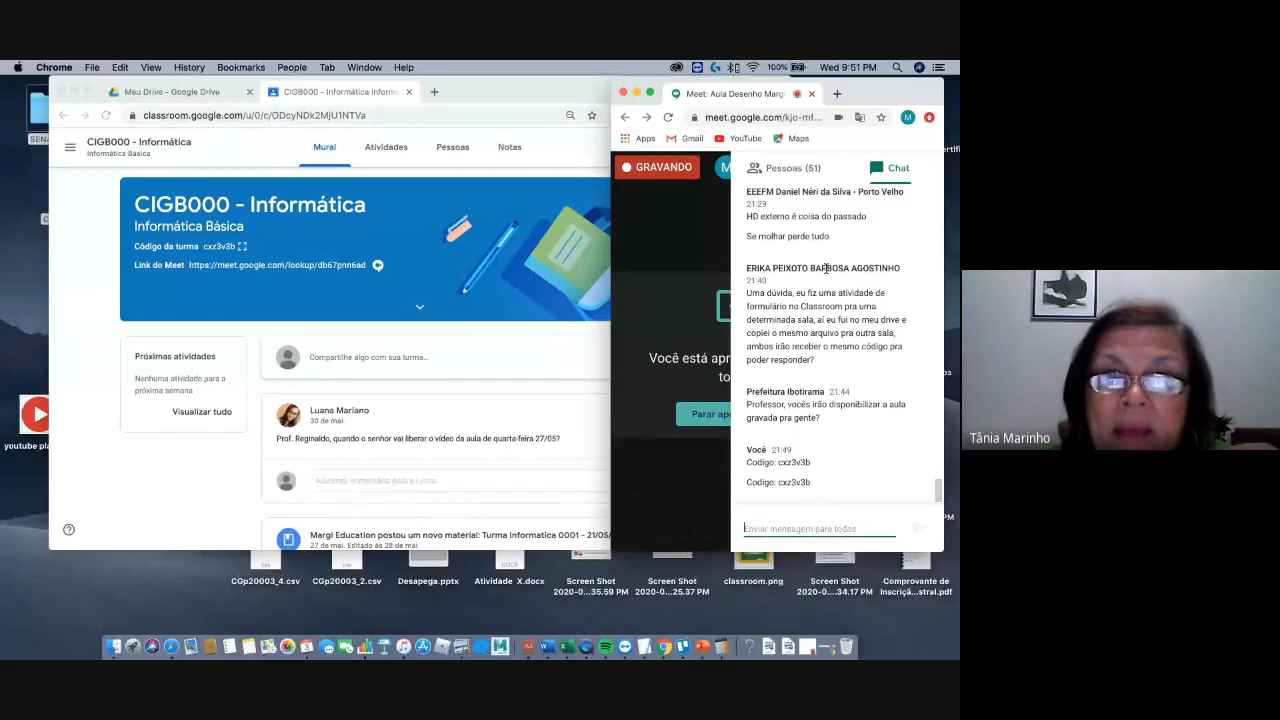 Chrome File Edit View History Bookmarks People Tab Window Help
100% Wed 9:51 PM
Meu Drive - Google Drive
CIGB000 - Informática Informá
classroom.google.com/u/0/c/ODcyNDk2MjU1NTVa
CIGB000 - Informática
Informática Básica
Mural Atividades Pessoas Notas
CIGB000 - Informática
Informática Básica
Código da turma cxz3v3b
Link do Meet https://meet.google.com/lookup/db67pnn6ad
Próximas atividades
Nenhuma atividade para a
próxima semana
Visualizar tudo
Compartilhe algo com sua turma...
Luana Mariano
30 de mai.
Prof. Reginaldo, quando o senhor vai liberar o vídeo da aula de quarta-feira 27/05?
Margi Education postou um novo material: Turma Informatica 0001 - 21/05/
27 de mai. Editado às 28 de mai.
Meet: Aula Desenho Marg
meet.google.com/kjo-mf...
M
Apps Gmail YouTube Maps
GRAVANDO
M
Você está apr
to
Parar apr
Pessoas (51)
Chat
EEEFM Daniel Néri da Silva - Porto Velho
21:29
HD externo é coisa do passado
Se molhar perde tudo
ERIKA PEIXOTO BARBOSA AGOSTINHO
21:40
Uma dúvida, eu fiz uma atividade de
formulário no Classroom pra uma
determinada sala, aí eu fui no meu drive e
copiei o mesmo arquivo pra outra sala,
ambos irão receber o mesmo código pra
poder responder?
Prefeitura Ibotirama 21:44
Professor, vocês irão disponibilizar a aula
gravada pra gente?
Você 21:49
Codigo: cxz3v3b
Codigo: cxz3v3b
Enviar mensagem para todos
SENA
youtube pla
CGp20003_4.csv
CGp20003_2.csv
Desapega.pptx
Atividade X.docx
Screen Shot
2020-0...35.59 PM
Screen Shot
2020-0....25.37 PM
classroom.png
Screen Shot
2020-0....34.17 PM
Comprovante de
Inscriçã...stral.pdf
Tânia Marinho